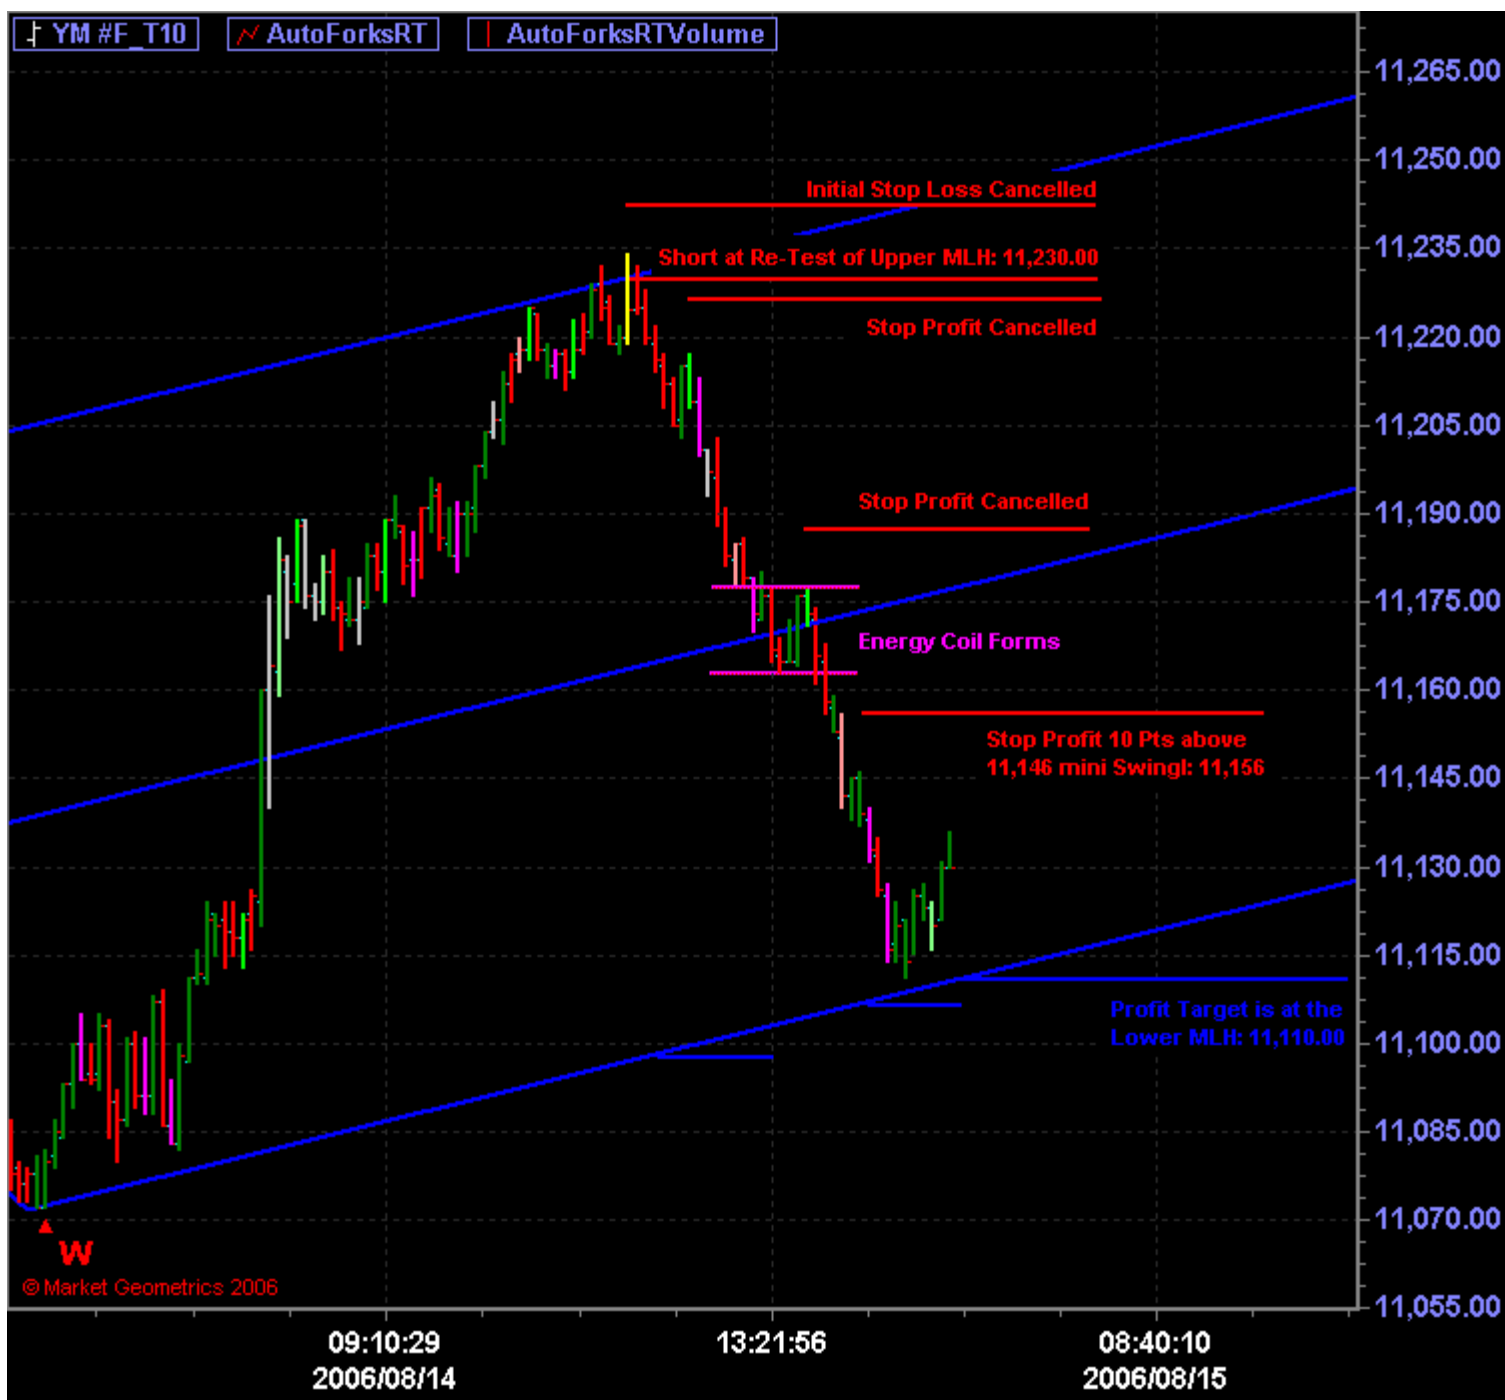 YM #F_T10 AutoForksRT AutoForksRTVolume
11,265.00
11,250.00
Initial Stop Loss Cancelled
11,235.00
Short at Re-Test of Upper MLH: 11,230.00
Stop Profit Cancelled
11,220.00
11,205.00
Stop Profit Cancelled
11,190.00
11,175.00
Energy Coil Forms
11,160.00
Stop Profit 10 Pts above
11,146 mini Swingl: 11,156
11,145.00
11,130.00
11,115.00
Profit Target is at the
Lower MLH: 11,110.00
11,100.00
11,085.00
11,070.00
W
© Market Geometrics 2006
11,055.00
09:10:29 13:21:56 08:40:10
2006/08/14 2006/08/15